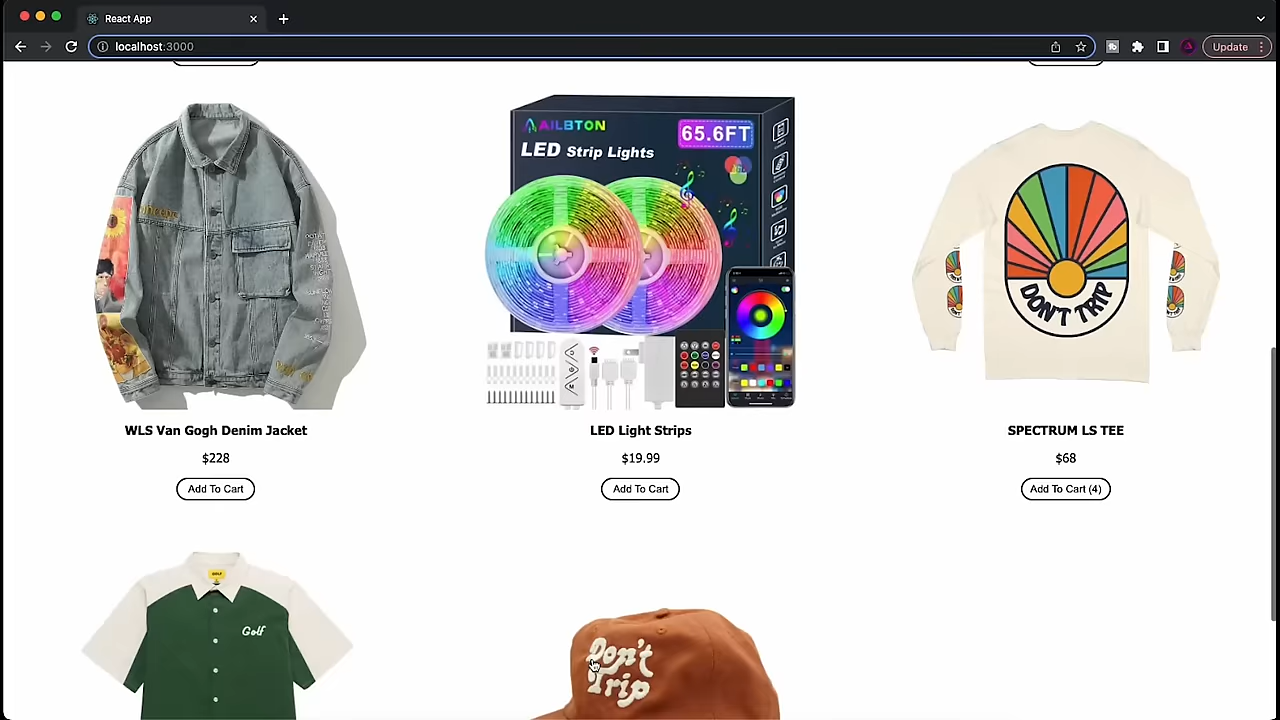 React App
localhost:3000
Update
AILBTON
65.6FT
LED Strip Lights
DON'T TRIP
WLS Van Gogh Denim Jacket
LED Light Strips
SPECTRUM LS TEE
$228
$19.99
$68
Add To Cart
Add To Cart
Add To Cart (4)
GOLF
Golf
Don't
Trip